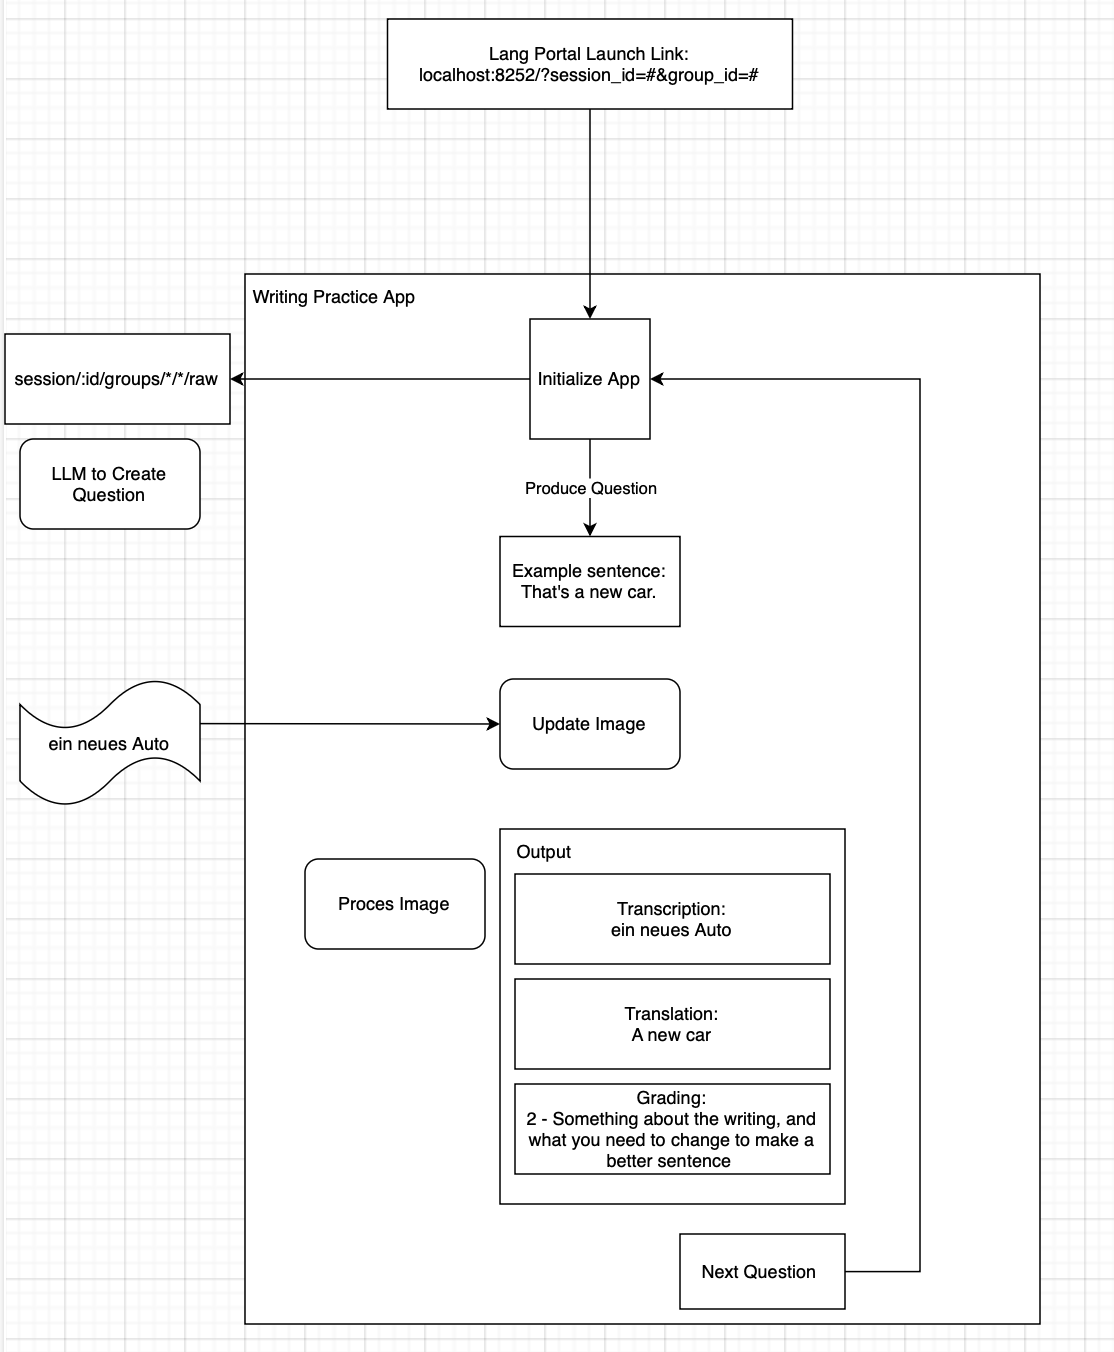 Lang Portal Launch Link:
localhost:8252/?session_id=#&group_id=#
Writing Practice App
session/:id/groups/*/*/raw
Initialize App
LLM to Create
Question
Produce Question
Example sentence:
That's a new car.
ein neues Auto
Update Image
Proces Image
Output
Transcription:
ein neues Auto
Translation:
A new car
Grading:
2 - Something about the writing, and
what you need to change to make a
better sentence
Next Question